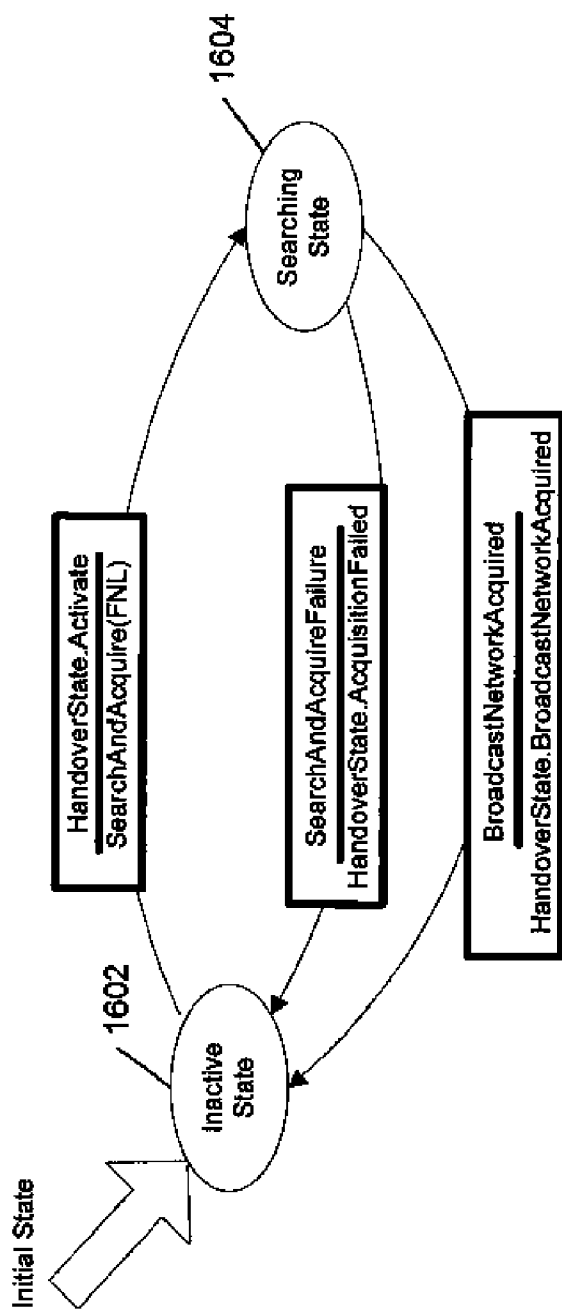 Initial State
1602
Inactive
State
HandoverState.Activate
SearchAndAcquire(FNL)
SearchAndAcquireFailure
HandoverState.AcquisitionFailed
BroadcastNetworkAcquired
HandoverState.BroadcastNetworkAcquired
1604
Searching
State